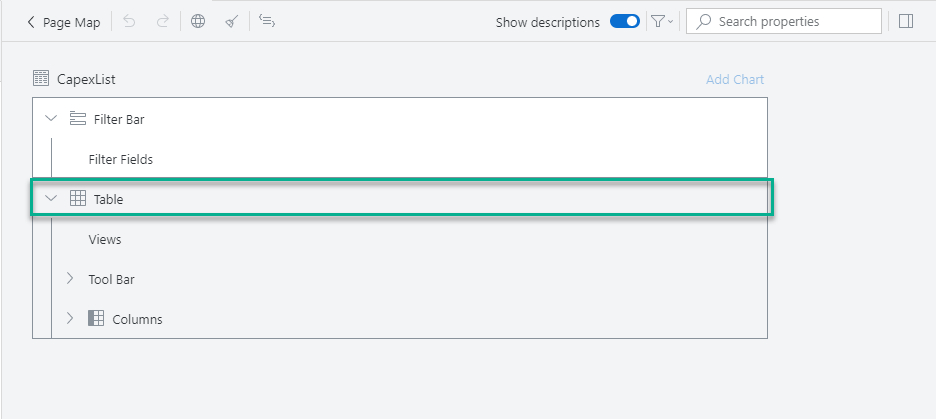 Page Map
Show descriptions
Search properties
CapexList
Add Chart
Filter Bar
Filter Fields
Table
Views
Tool Bar
Columns